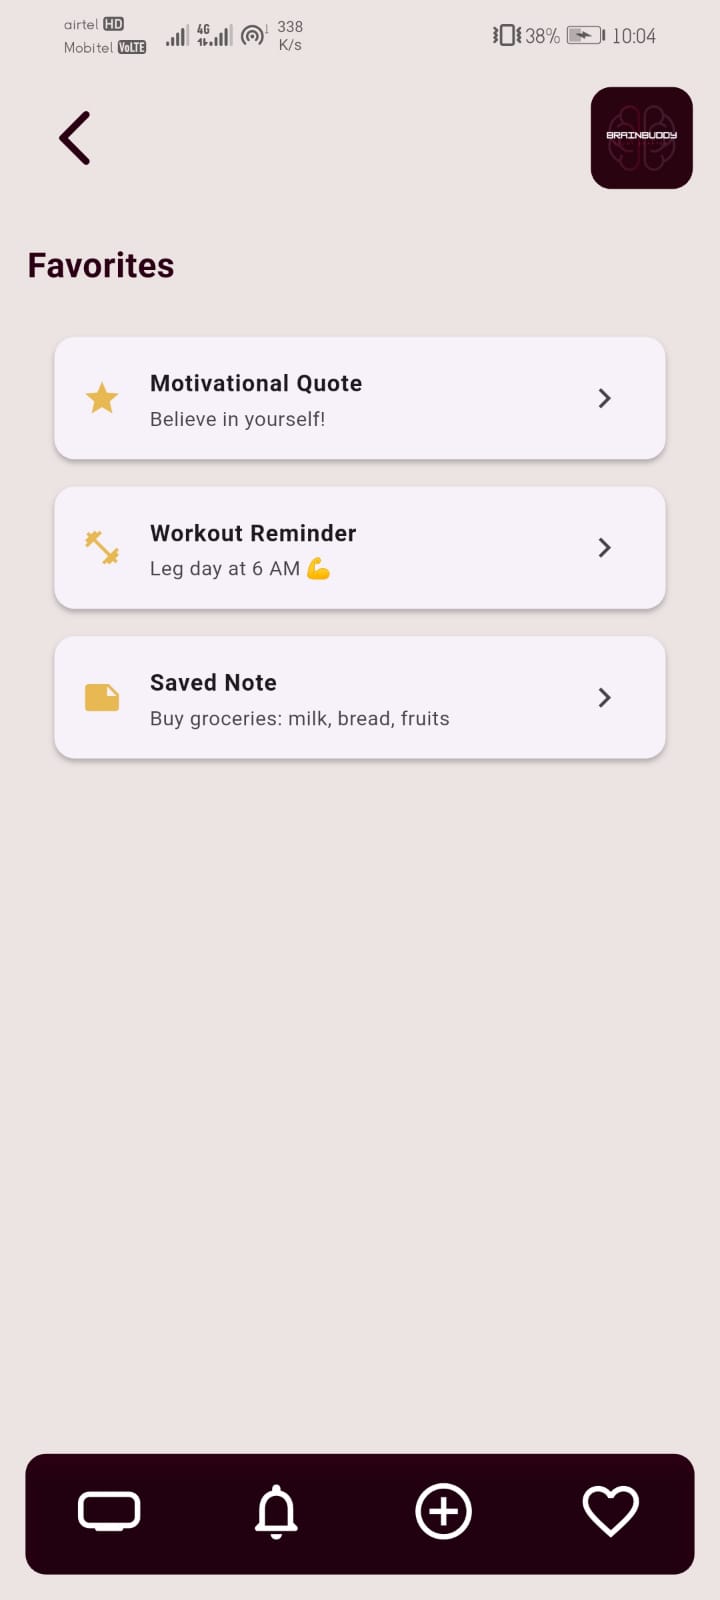 airtel HD
Mobitel VoLTE
4G
338
K/s
38%
10:04
BRAINBUDDY
Favorites
Motivational Quote
Believe in yourself!
Workout Reminder
Leg day at 6 AM 💪
Saved Note
Buy groceries: milk, bread, fruits